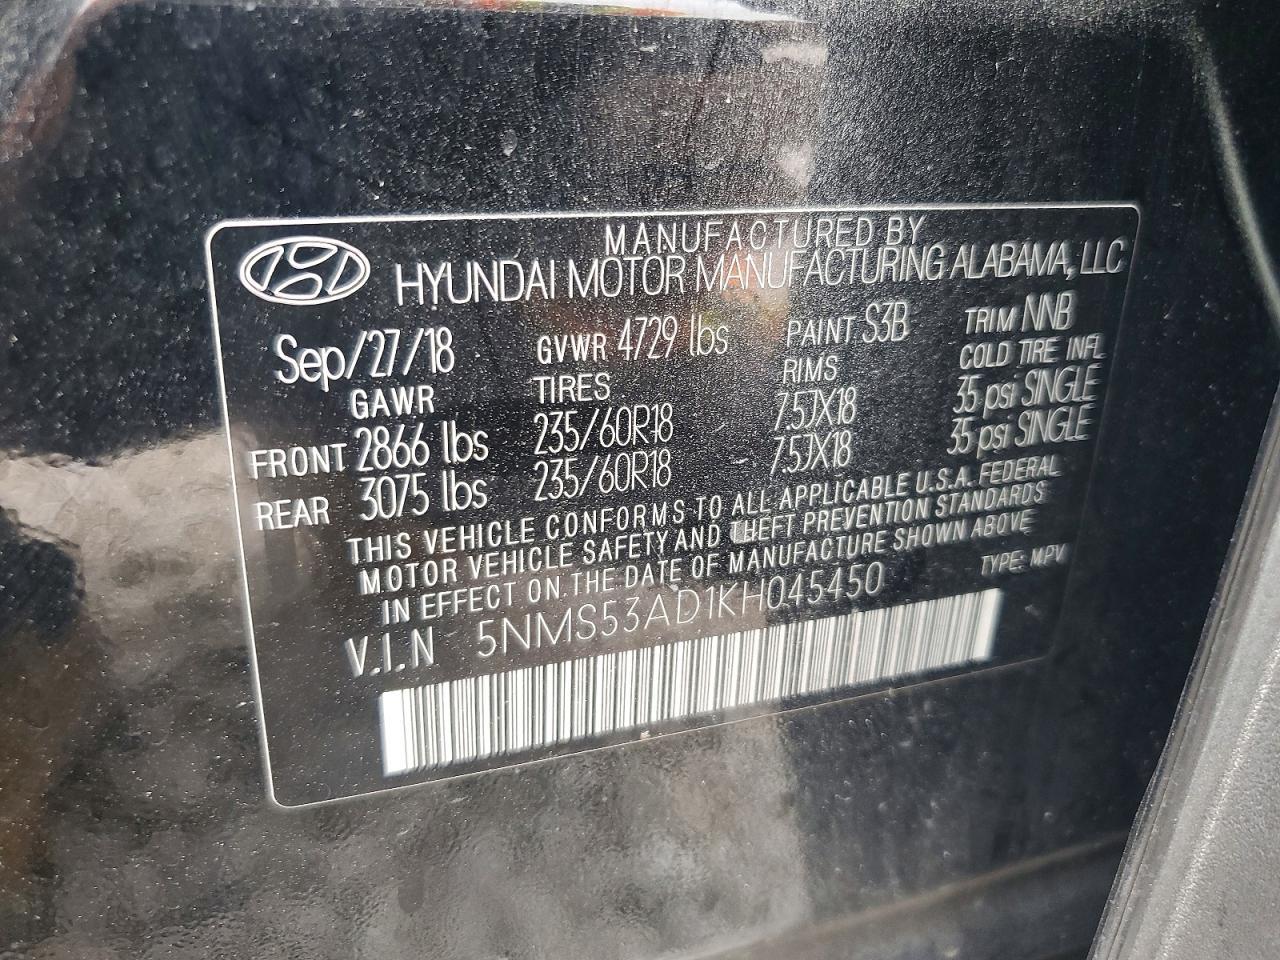 MANUFACTURED BY
HYUNDAI MOTOR MANUFACTURING ALABAMA, LLC
Sep/27/18 GVWR 4729 lbs PAINT S3B TRIM NNB
GAWR TIRES RIMS COLD TIRE INFL
FRONT 2866 lbs 235/60R18 7.5JX18 35 psi SINGLE
REAR 3075 lbs 235/60R18 7.5JX18 35 psi SINGLE
THIS VEHICLE CONFORMS TO ALL APPLICABLE U.S.A. FEDERAL
MOTOR VEHICLE SAFETY AND THEFT PREVENTION STANDARDS
IN EFFECT ON THE DATE OF MANUFACTURE SHOWN ABOVE
V.I.N 5NMS53AD1KH045450 TYPE: MPV